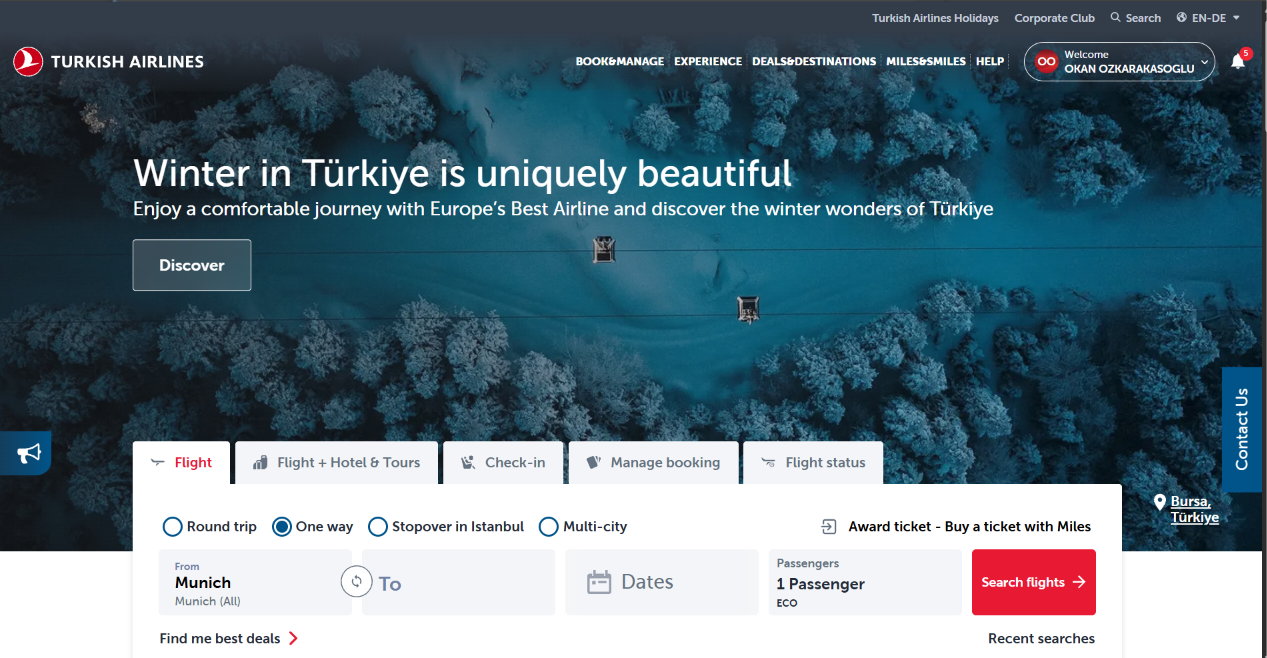 Turkish Airlines Holidays
Corporate Club
Search
EN-DE
TURKISH AIRLINES
BOOK&MANAGE
EXPERIENCE
DEALS&DESTINATIONS
MILES&SMILES
HELP
OO
Welcome
OKAN OZKARAKASOGLU
5
Winter in Türkiye is uniquely beautiful
Enjoy a comfortable journey with Europe’s Best Airline and discover the winter wonders of Türkiye
Discover
Contact Us
Flight
Flight + Hotel & Tours
Check-in
Manage booking
Flight status
Bursa,
Türkiye
Round trip
One way
Stopover in Istanbul
Multi-city
Award ticket - Buy a ticket with Miles
From
Munich
Munich (All)
To
Dates
Passengers
1 Passenger
ECO
Search flights
Find me best deals
Recent searches